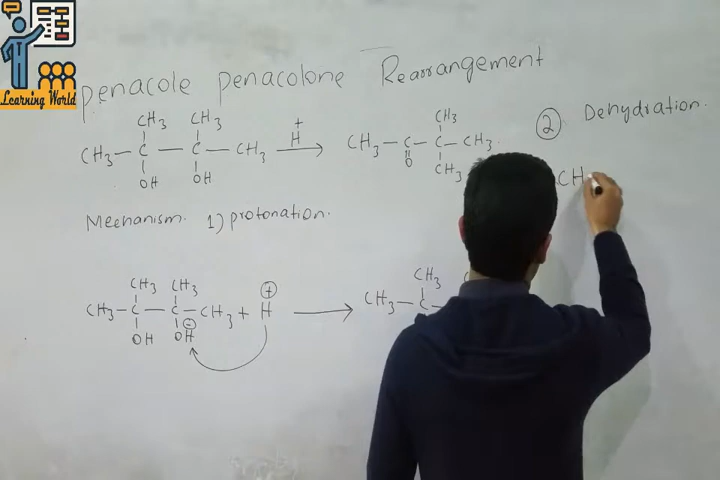 Learning World
penacole penacolone Rearrangement
CH3 CH3 CH3
CH3 — C — C — CH3 H+ → CH3 — C — C — CH3
OH OH O CH3
Mechanism. 1) protonation.
CH3 CH3
CH3 — C — C — CH3 + H⊕ →
OH OH ⊖
CH3
CH3 — C —
② Dehydration.
CH